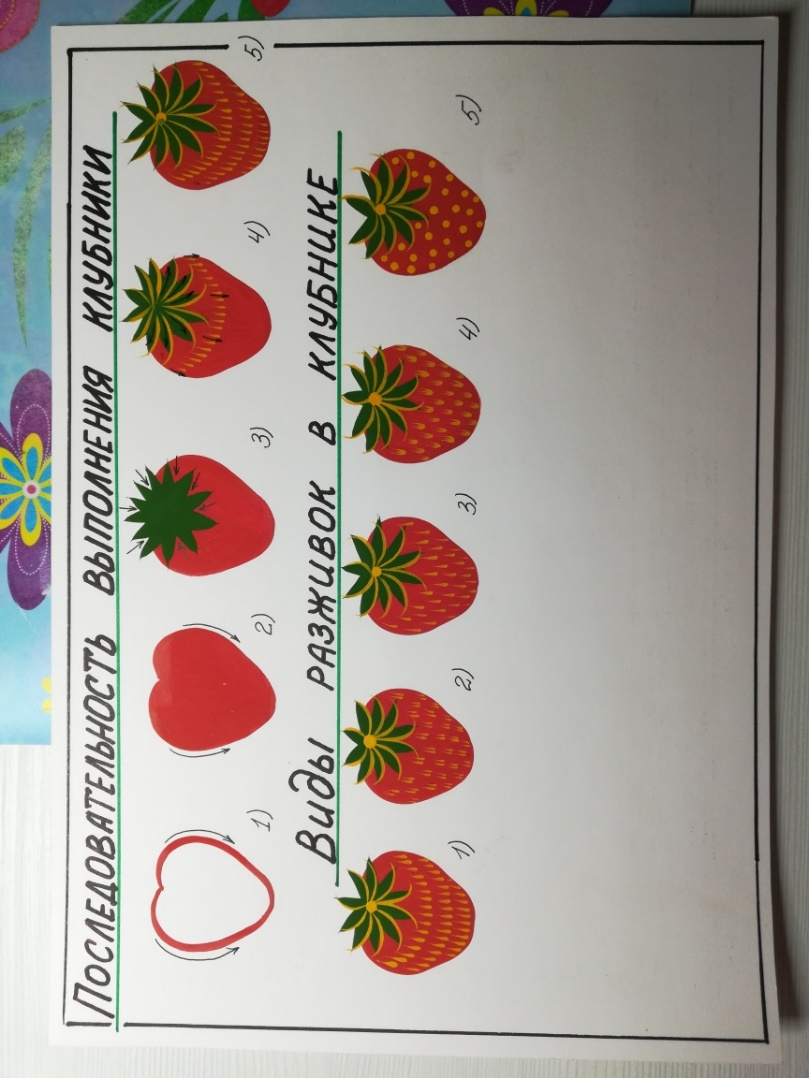 Последовательность выполнения клубники
1) 2) 3) 4) 5)
Виды разживок в клубнике
1) 2) 3) 4) 5)